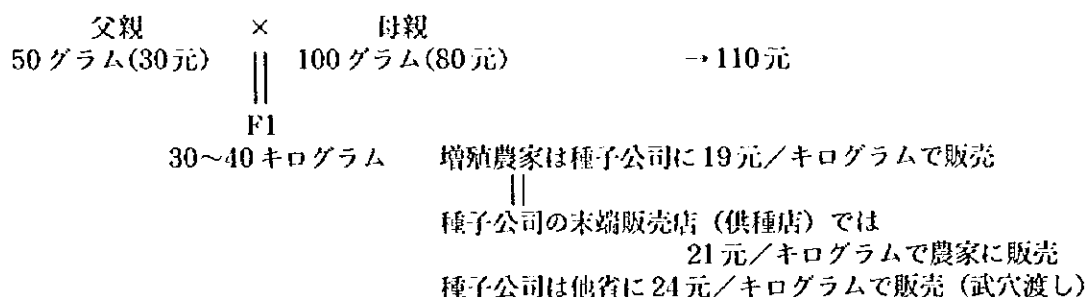 父親 × 母親
50グラム(30元) 100グラム(80元) →110元
F1
30〜40キログラム 増殖農家は種子公司に19元/キログラムで販売
種子公司の末端販売店(供種店)では
21元/キログラムで農家に販売
種子公司は他省に24元/キログラムで販売(武穴渡し)